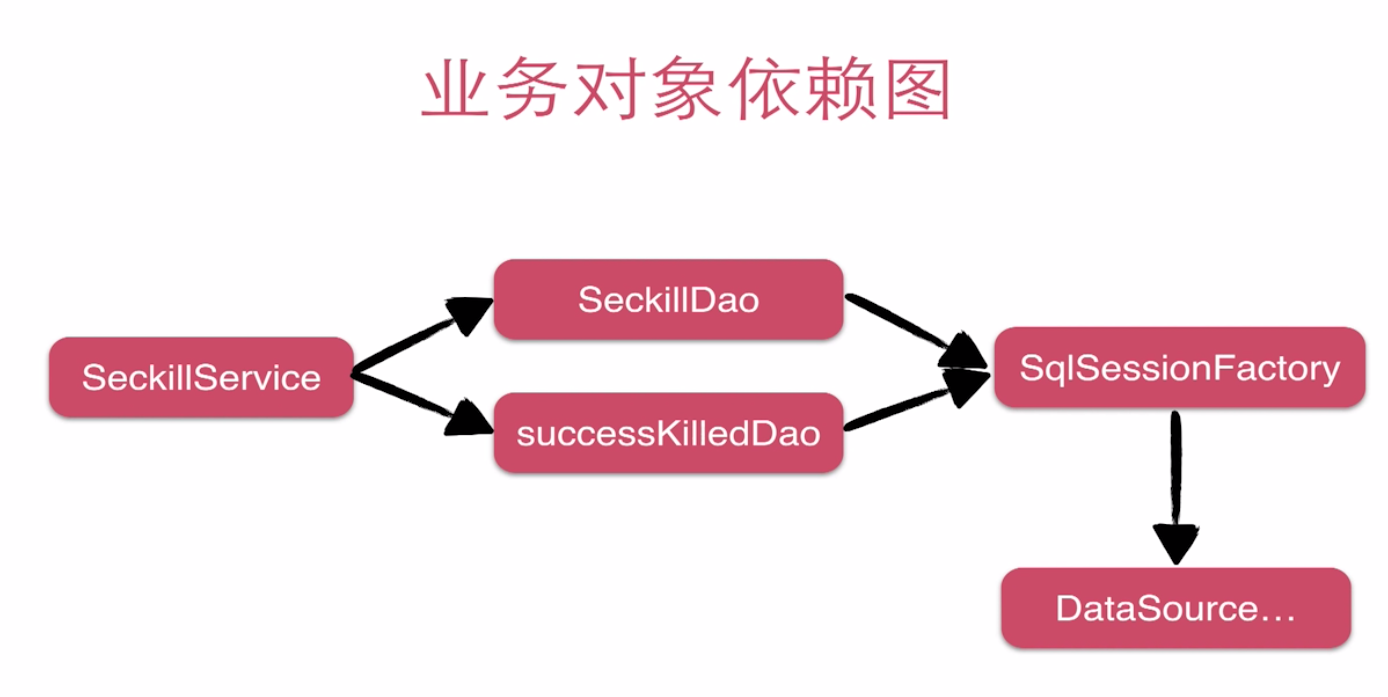 业务对象依赖图
SeckillService
SeckillDao
successKilledDao
SqlSessionFactory
DataSource…